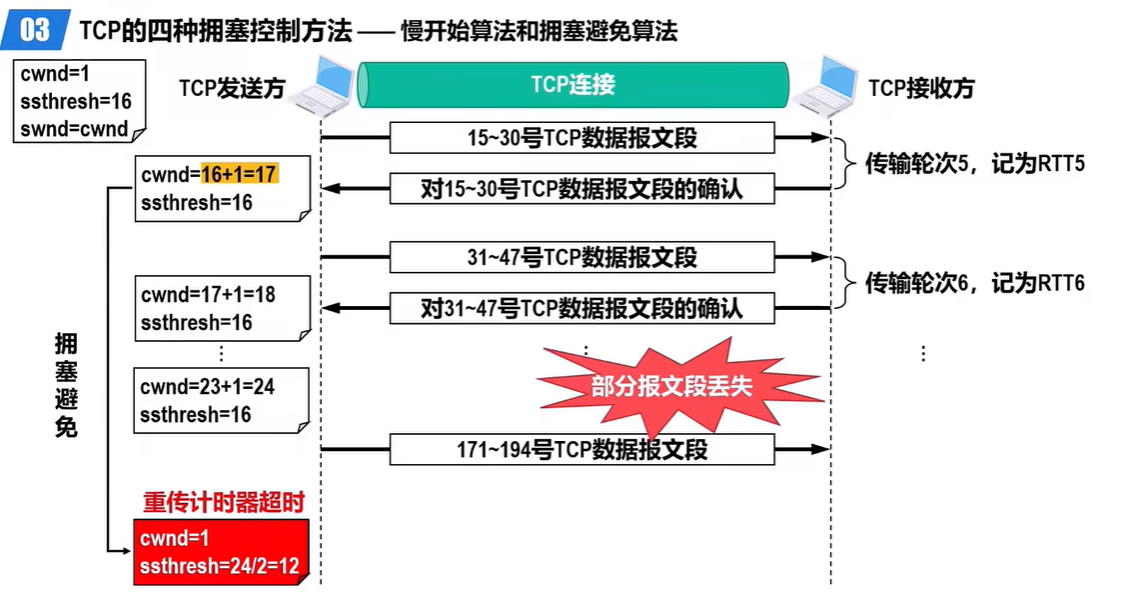 03 TCP的四种拥塞控制方法 —— 慢开始算法和拥塞避免算法
cwnd=1
ssthresh=16
swnd=cwnd
TCP发送方
TCP连接
TCP接收方
15~30号TCP数据报文段
传输轮次5，记为RTT5
cwnd=16+1=17
ssthresh=16
对15~30号TCP数据报文段的确认
31~47号TCP数据报文段
传输轮次6，记为RTT6
cwnd=17+1=18
ssthresh=16
对31~47号TCP数据报文段的确认
⋮
⋮
⋮
拥塞避免
部分报文段丢失
cwnd=23+1=24
ssthresh=16
171~194号TCP数据报文段
重传计时器超时
cwnd=1
ssthresh=24/2=12